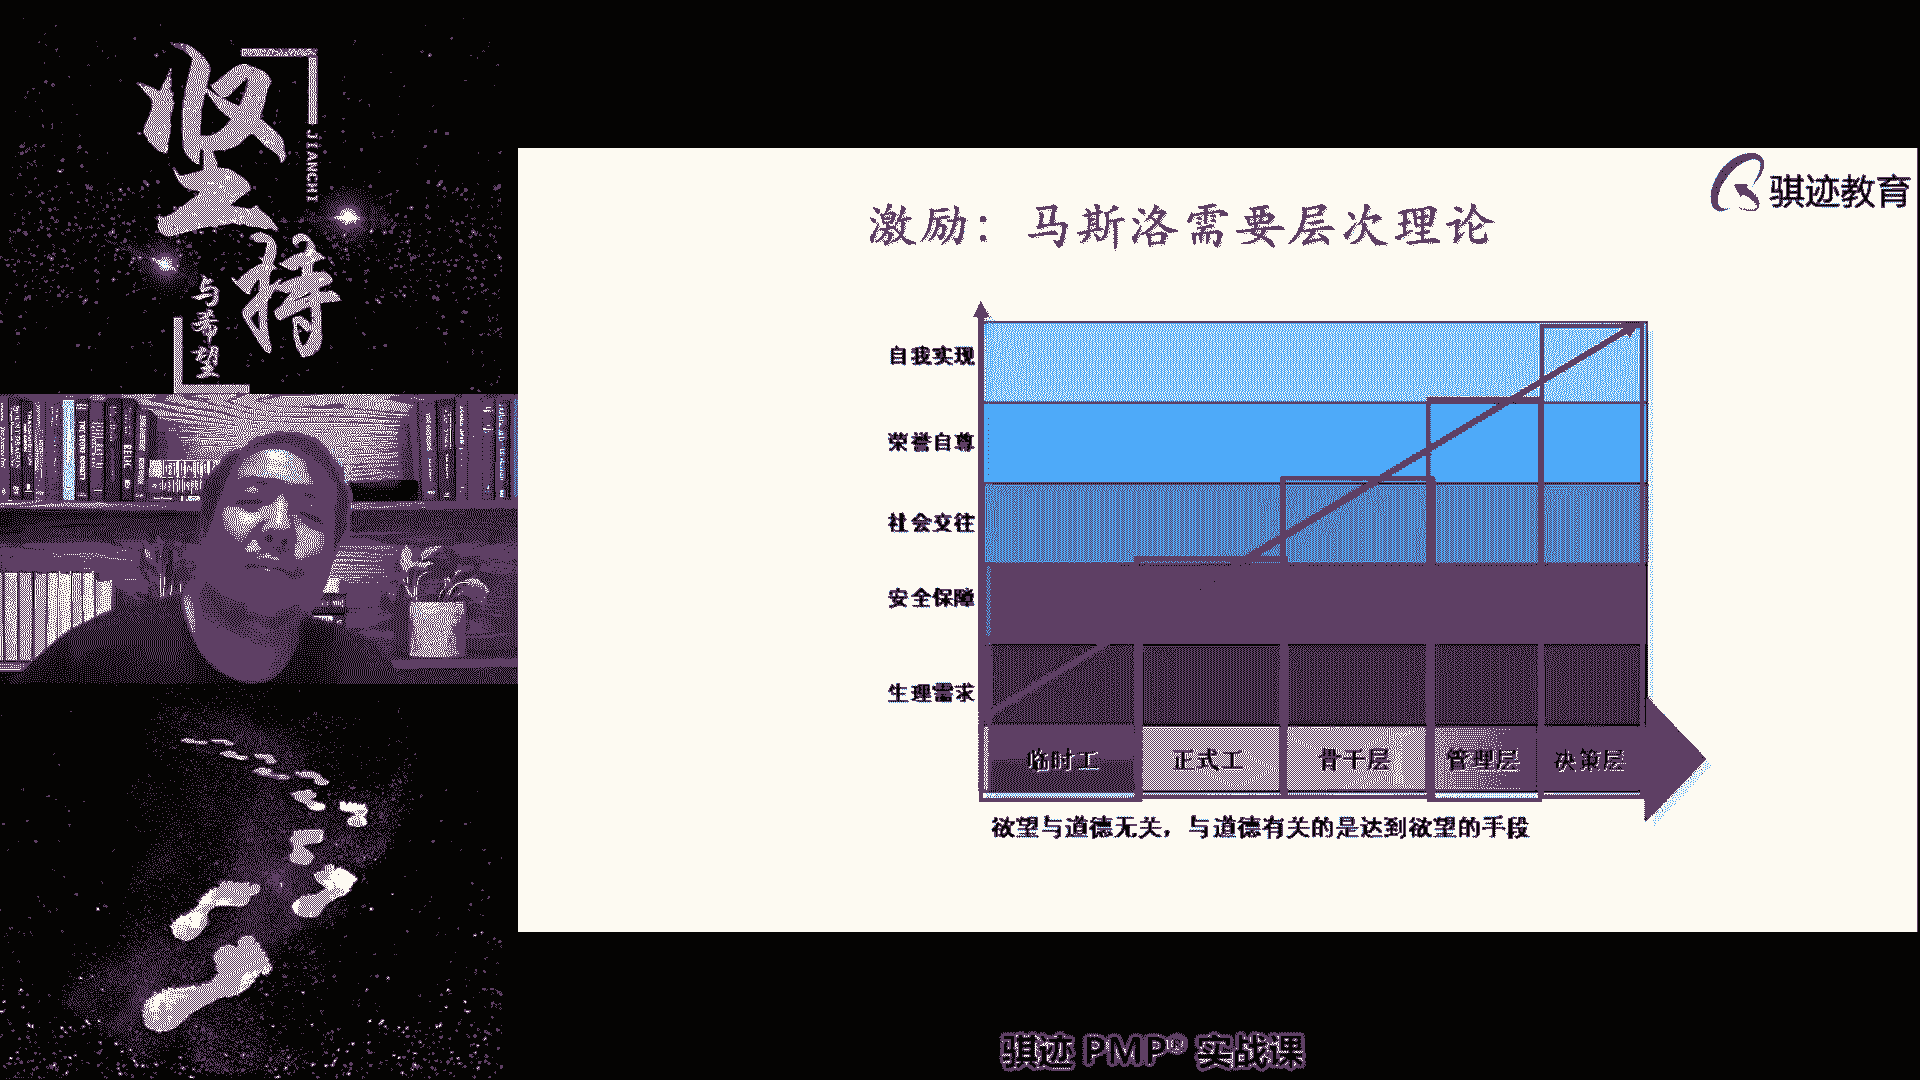 坚持
JIANCHI
与希望
骐迹教育
激励：马斯洛需要层次理论
自我实现
荣誉自尊
社会交往
安全保障
生理需求
临时工 正式工 骨干层 管理层 决策层
欲望与道德无关，与道德有关的是达到欲望的手段
骐迹 PMP® 实战课